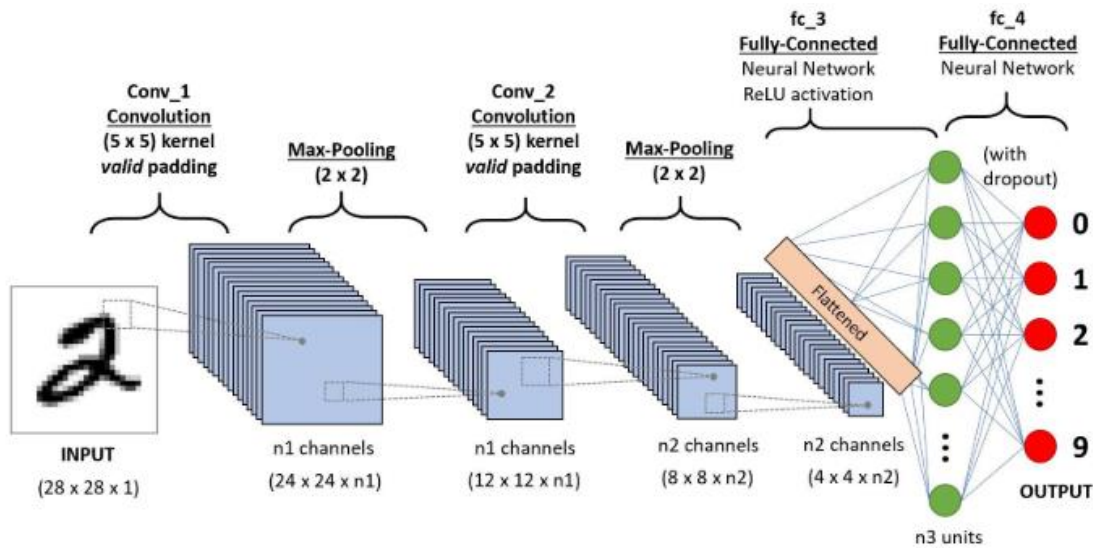 fc_3
Fully-Connected
Neural Network
ReLU activation
fc_4
Fully-Connected
Neural Network
Conv_1
Convolution
(5 x 5) kernel
valid padding
Max-Pooling
(2 x 2)
Conv_2
Convolution
(5 x 5) kernel
valid padding
Max-Pooling
(2 x 2)
(with
dropout)
0
1
2
9
Flattened
INPUT
(28 x 28 x 1)
n1 channels
(24 x 24 x n1)
n1 channels
(12 x 12 x n1)
n2 channels
(8 x 8 x n2)
n2 channels
(4 x 4 x n2)
OUTPUT
n3 units
2